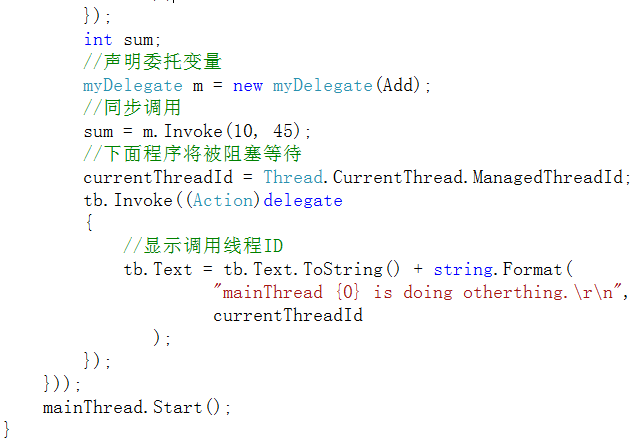 });
int sum;
//声明委托变量
myDelegate m = new myDelegate(Add);
//同步调用
sum = m.Invoke(10, 45);
//下面程序将被阻塞等待
currentThreadId = Thread.CurrentThread.ManagedThreadId;
tb.Invoke((Action)delegate
{
//显示调用线程ID
tb.Text = tb.Text.ToString() + string.Format(
"mainThread {0} is doing otherthing.\r\n",
currentThreadId
);
});
}));
mainThread.Start();
}